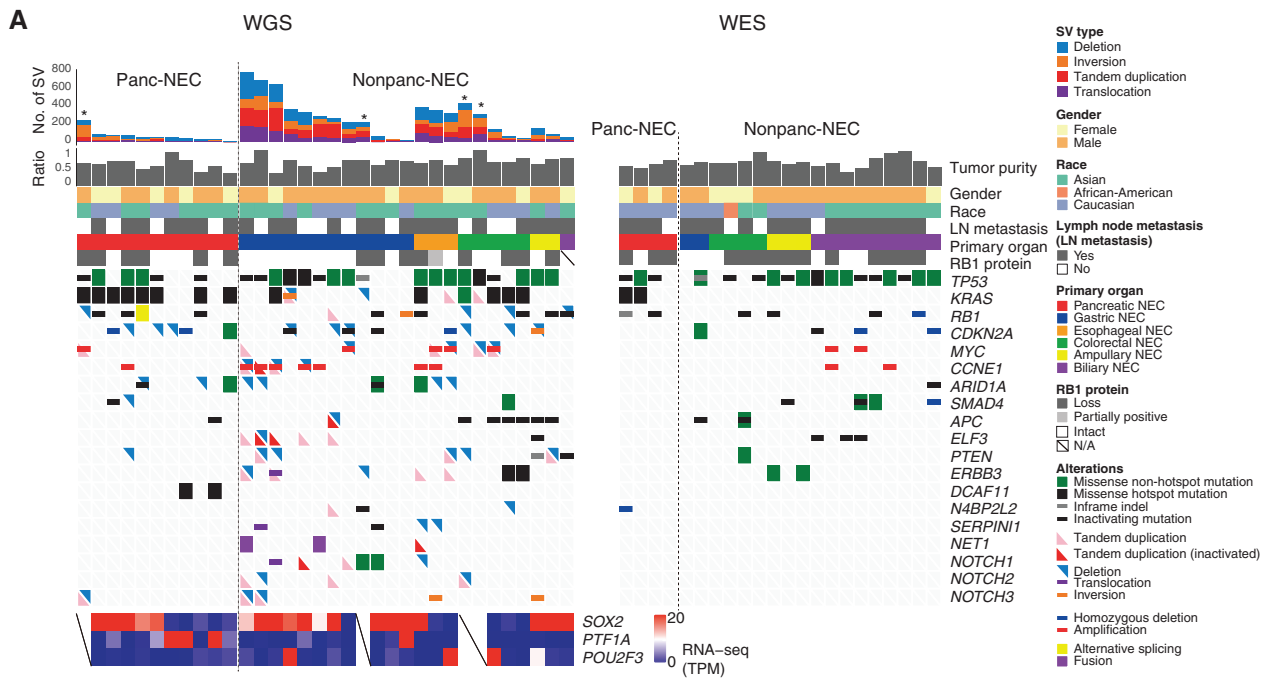 A
WGS
WES
Panc-NEC
Nonpanc-NEC
No. of SV
800
600
400
200
0
*
*
*
*
Panc-NEC
Nonpanc-NEC
Ratio
1
0.5
0
Tumor purity
Gender
Race
LN metastasis
Primary organ
RB1 protein
TP53
KRAS
RB1
CDKN2A
MYC
CCNE1
ARID1A
SMAD4
APC
ELF3
PTEN
ERBB3
DCAF11
N4BP2L2
SERPINI1
NET1
NOTCH1
NOTCH2
NOTCH3
SOX2
PTF1A
POU2F3
20
0
RNA−seq
(TPM)
SV type
Deletion
Inversion
Tandem duplication
Translocation
Gender
Female
Male
Race
Asian
African-American
Caucasian
Lymph node metastasis
(LN metastasis)
Yes
No
Primary organ
Pancreatic NEC
Gastric NEC
Esophageal NEC
Colorectal NEC
Ampullary NEC
Biliary NEC
RB1 protein
Loss
Partially positive
Intact
N/A
Alterations
Missense non-hotspot mutation
Missense hotspot mutation
Inframe indel
Inactivating mutation
Tandem duplication
Tandem duplication (inactivated)
Deletion
Translocation
Inversion
Homozygous deletion
Amplification
Alternative splicing
Fusion